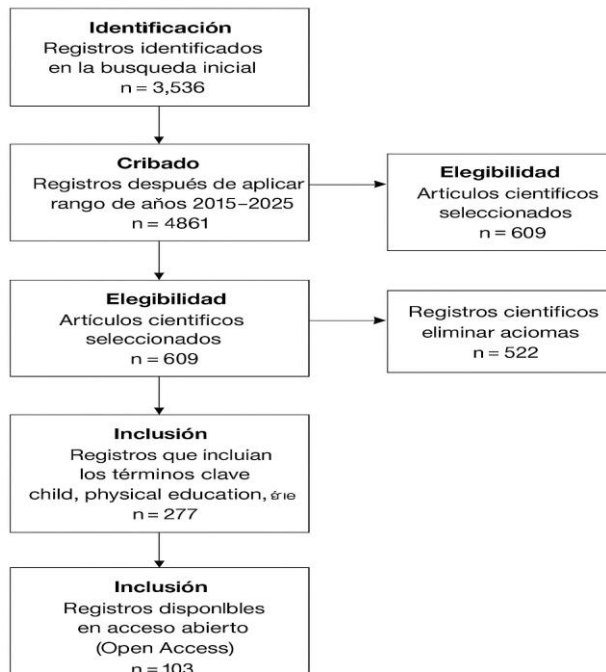 Identificación
Registros identificados
en la busqueda inicial
n = 3,536
Cribado
Registros después de aplicar
rango de años 2015–2025
n = 4861
Elegibilidad
Artículos cientificos
seleccionados
n = 609
Elegibilidad
Artículos cientificos
seleccionados
n = 609
Registros cientificos
eliminar aciomas
n = 522
Inclusión
Registros que incluian
los términos clave
child, physical education,
n = 277
Inclusión
Registros disponlbles
en acceso abierto
(Open Access)
n = 103